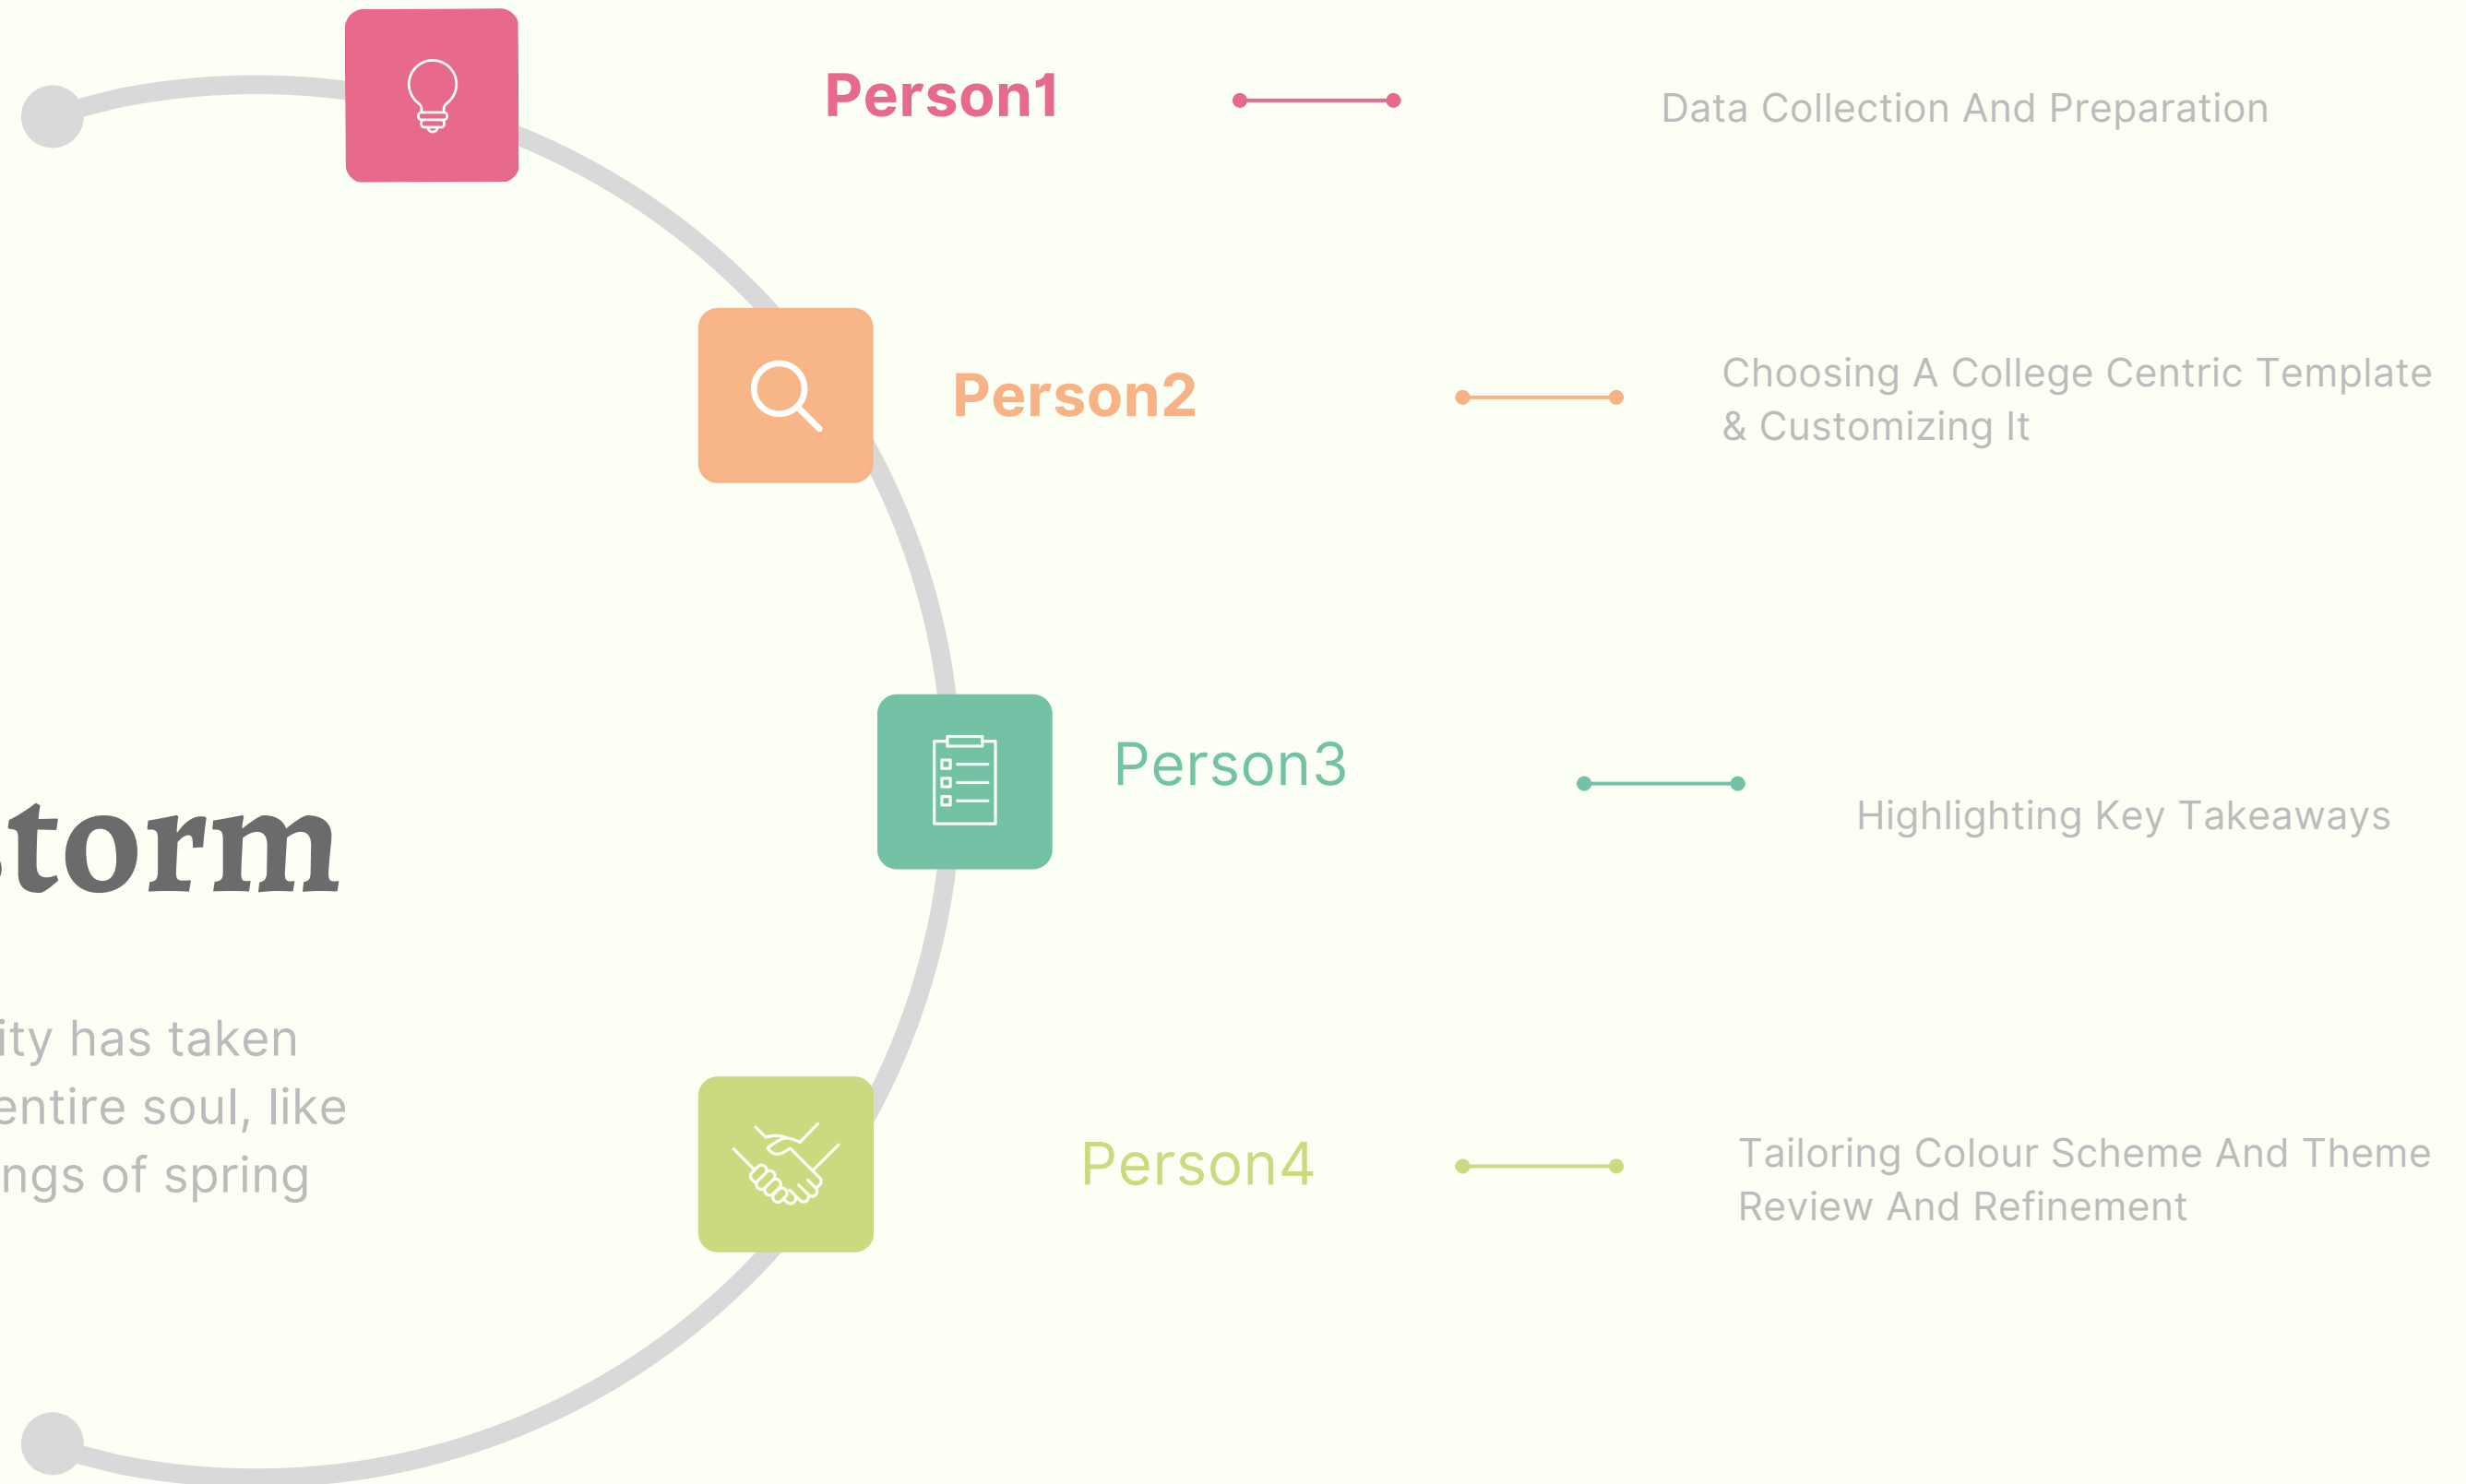 Person1
Data Collection And Preparation
Person2
Choosing A College Centric Template
& Customizing It
Person3
Highlighting Key Takeaways
storm
ity has taken
entire soul, like
ngs of spring
Person4
Tailoring Colour Scheme And Theme
Review And Refinement